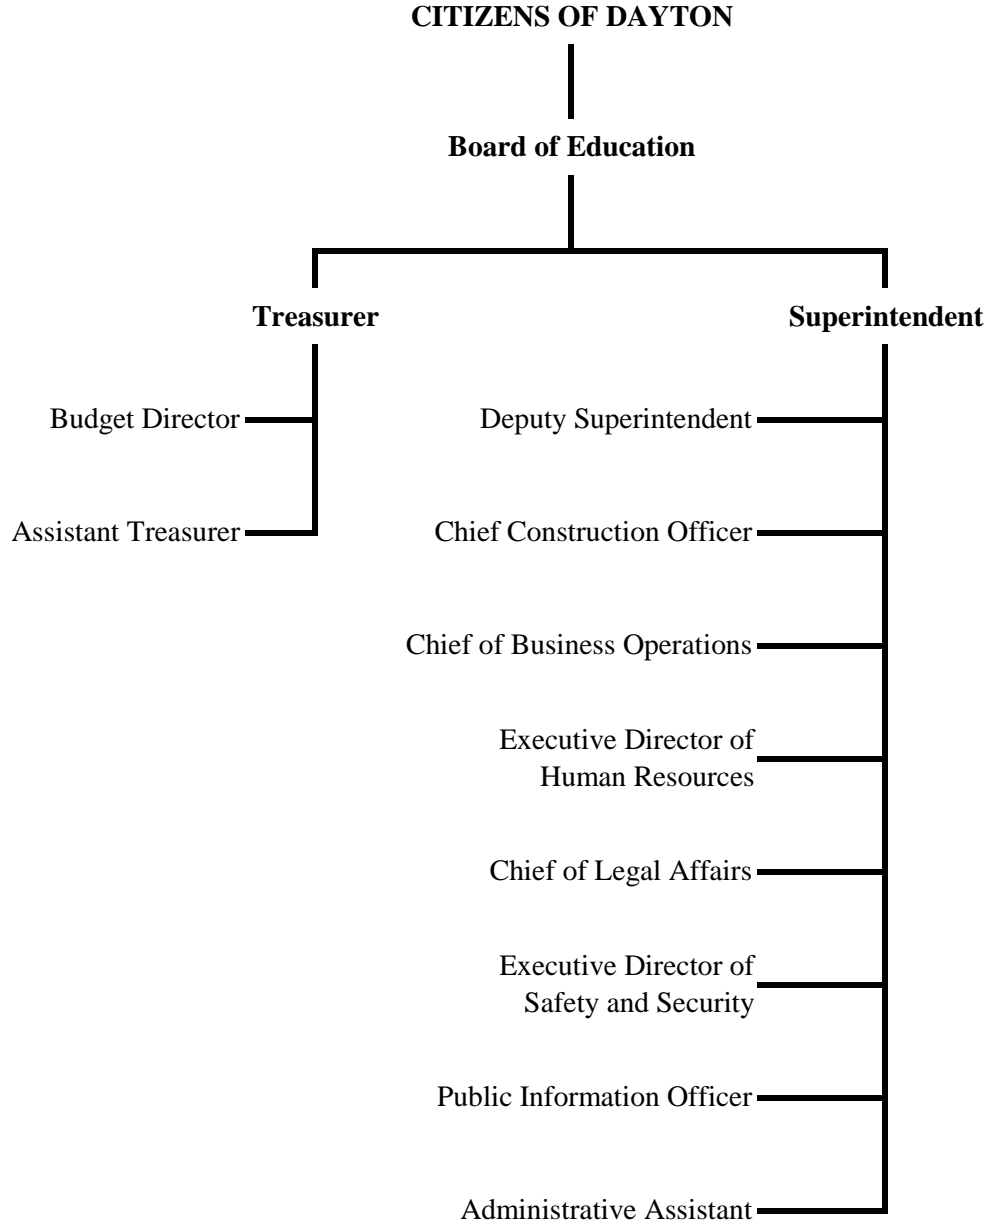 CITIZENS OF DAYTON
Board of Education
Treasurer
Superintendent
Budget Director
Assistant Treasurer
Deputy Superintendent
Chief Construction Officer
Chief of Business Operations
Executive Director of
Human Resources
Chief of Legal Affairs
Executive Director of
Safety and Security
Public Information Officer
Administrative Assistant